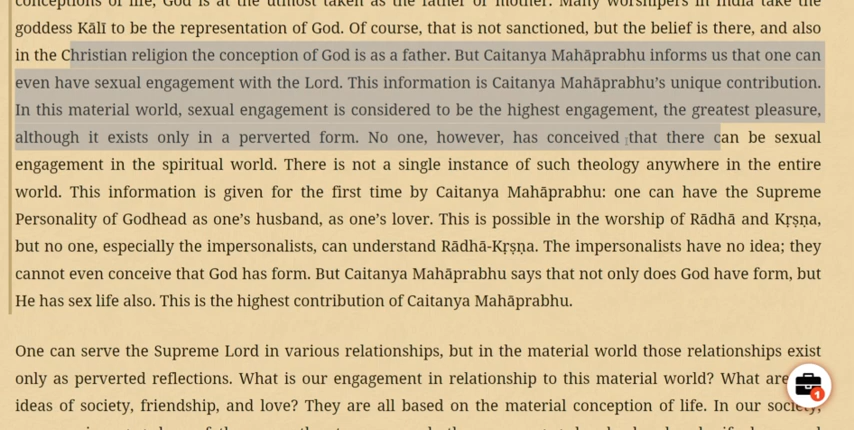 conceptions of life, God is at the utmost taken as the father or mother. Many worshipers in India take the
goddess Kālī to be the representation of God. Of course, that is not sanctioned, but the belief is there, and also
in the Christian religion the conception of God is as a father. But Caitanya Mahāprabhu informs us that one can
even have sexual engagement with the Lord. This information is Caitanya Mahāprabhu’s unique contribution.
In this material world, sexual engagement is considered to be the highest engagement, the greatest pleasure,
although it exists only in a perverted form. No one, however, has conceived that there can be sexual
engagement in the spiritual world. There is not a single instance of such theology anywhere in the entire
world. This information is given for the first time by Caitanya Mahāprabhu: one can have the Supreme
Personality of Godhead as one’s husband, as one’s lover. This is possible in the worship of Rādhā and Kṛṣṇa,
but no one, especially the impersonalists, can understand Rādhā-Kṛṣṇa. The impersonalists have no idea; they
cannot even conceive that God has form. But Caitanya Mahāprabhu says that not only does God have form, but
He has sex life also. This is the highest contribution of Caitanya Mahāprabhu.
One can serve the Supreme Lord in various relationships, but in the material world those relationships exist
only as perverted reflections. What is our engagement in relationship to this material world? What are
ideas of society, friendship, and love? They are all based on the material conception of life. In our society,
1